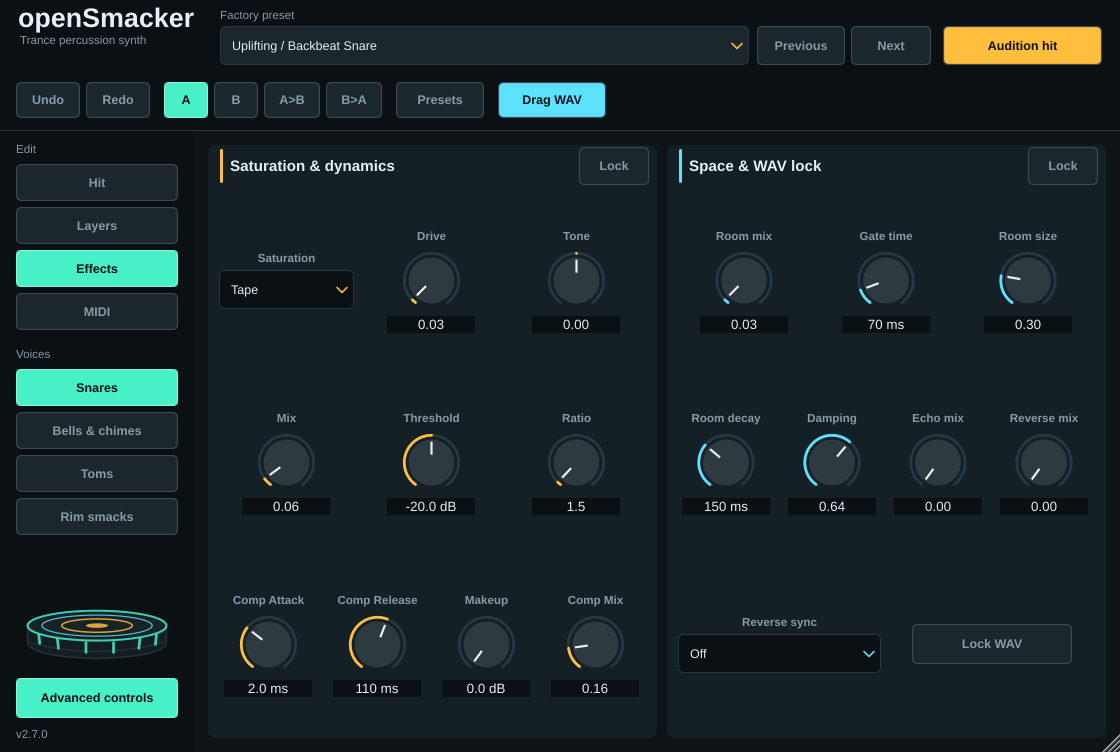 openSmacker
Trance percussion synth
Factory preset
Uplifting / Backbeat Snare
Previous
Next
Audition hit
Undo
Redo
A
B
A>B
B>A
Presets
Drag WAV
Edit
Hit
Layers
Effects
MIDI
Voices
Snares
Bells & chimes
Toms
Rim smacks
Advanced controls
v2.7.0
Saturation & dynamics
Lock
Saturation
Tape
Drive
0.03
Tone
0.00
Mix
0.06
Threshold
-20.0 dB
Ratio
1.5
Comp Attack
2.0 ms
Comp Release
110 ms
Makeup
0.0 dB
Comp Mix
0.16
Space & WAV lock
Lock
Room mix
0.03
Gate time
70 ms
Room size
0.30
Room decay
150 ms
Damping
0.64
Echo mix
0.00
Reverse mix
0.00
Reverse sync
Off
Lock WAV